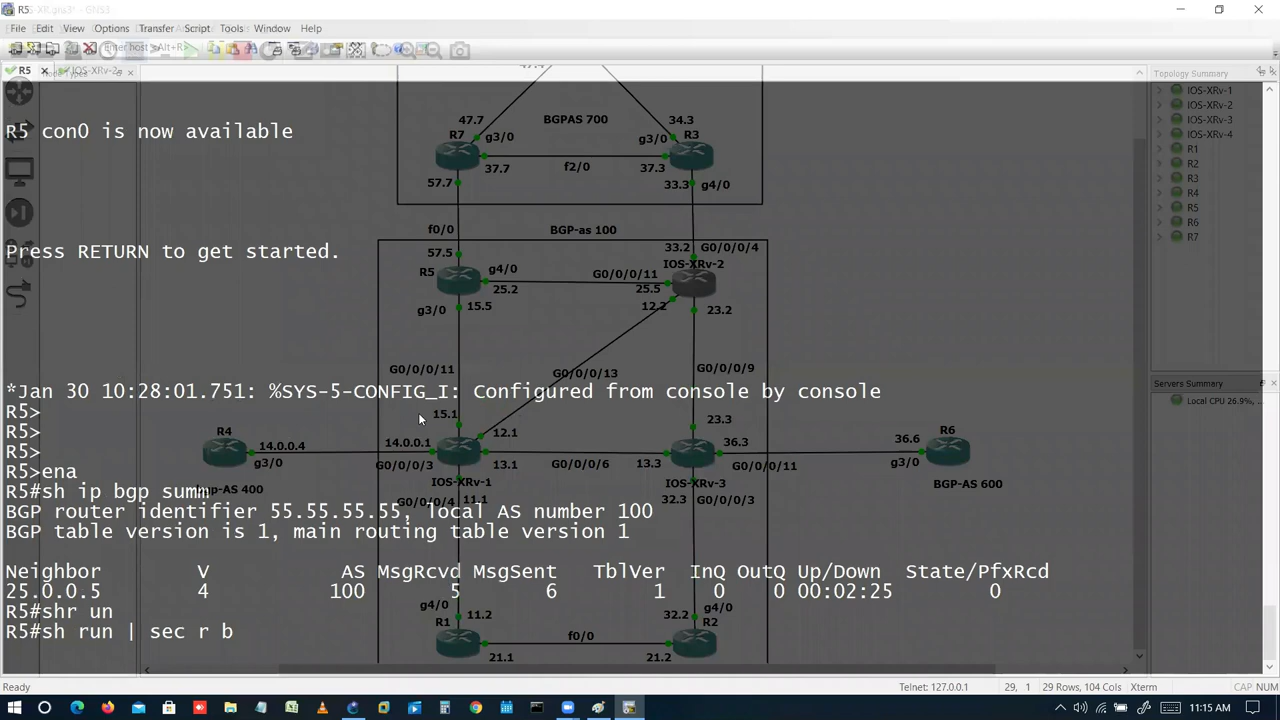 R5
File Edit View Options Transfer Script Tools Window Help
Enter host <Alt+R>
R5
IOS-XRv-2
Topology Summary
IOS-XRv-1
IOS-XRv-2
IOS-XRv-3
IOS-XRv-4
R1
R2
R3
R4
R5
R6
R7
Servers Summary
Local CPU 26.9%,
47.7
34.3
BGPAS 700
R7
g3/0
g3/0
R3
37.7
f2/0
37.3
57.7
33.3
g4/0
f0/0
BGP-as 100
57.5
33.2
G0/0/0/4
IOS-XRv-2
R5
g4/0
G0/0/0/11
25.2
25.5
12.2
g3/0
15.5
23.2
G0/0/0/11
G0/0/0/13
G0/0/0/9
15.1
12.1
23.3
R4
14.0.0.4
14.0.0.1
36.3
36.6
R6
g3/0
G0/0/0/3
13.1
G0/0/0/6
13.3
G0/0/0/11
g3/0
IOS-XRv-1
IOS-XRv-3
BGP-AS 600
bgp-AS 400
G0/0/0/4
11.1
32.3
G0/0/0/3
g4/0
11.2
32.2
g4/0
R1
R2
f0/0
21.1
21.2
R5 con0 is now available
Press RETURN to get started.
*Jan 30 10:28:01.751: %SYS-5-CONFIG_I: Configured from console by console
R5>
R5>
R5>
R5>ena
R5#sh ip bgp summ
BGP router identifier 55.55.55.55, local AS number 100
BGP table version is 1, main routing table version 1
Neighbor V AS MsgRcvd MsgSent TblVer InQ OutQ Up/Down State/PfxRcd
25.0.0.5 4 100 5 6 1 0 0 00:02:25 0
R5#shr un
R5#sh run | sec r b
Ready
Telnet: 127.0.0.1
29, 1
29 Rows, 104 Cols
Xterm
CAP NUM
11:15 AM